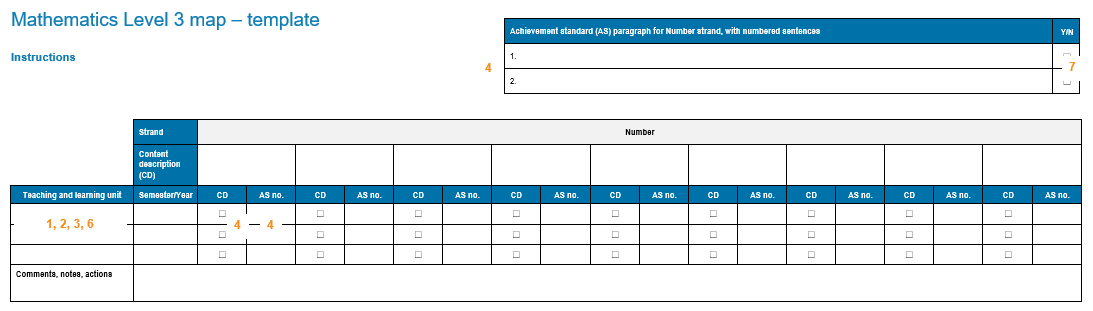 Mathematics Level 3 map – template
Instructions
Achievement standard (AS) paragraph for Number strand, with numbered sentences Y/N
1.
4 7
2.
Strand Number
Content
description
(CD)
Teaching and learning unit Semester/Year CD AS no. CD AS no. CD AS no. CD AS no. CD AS no. CD AS no. CD AS no. CD AS no. CD AS no.
1, 2, 3, 6 4 4
Comments, notes, actions